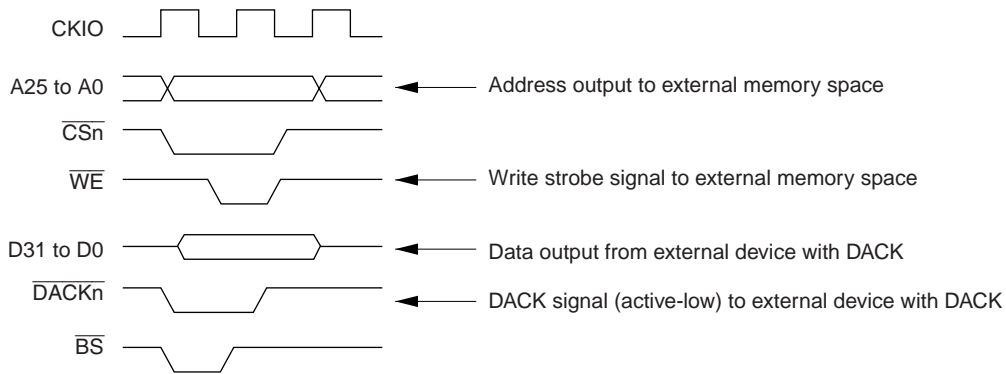 CKIO
A25 to A0 Address output to external memory space
CSn
WE Write strobe signal to external memory space
D31 to D0 Data output from external device with DACK
DACKn DACK signal (active-low) to external device with DACK
BS